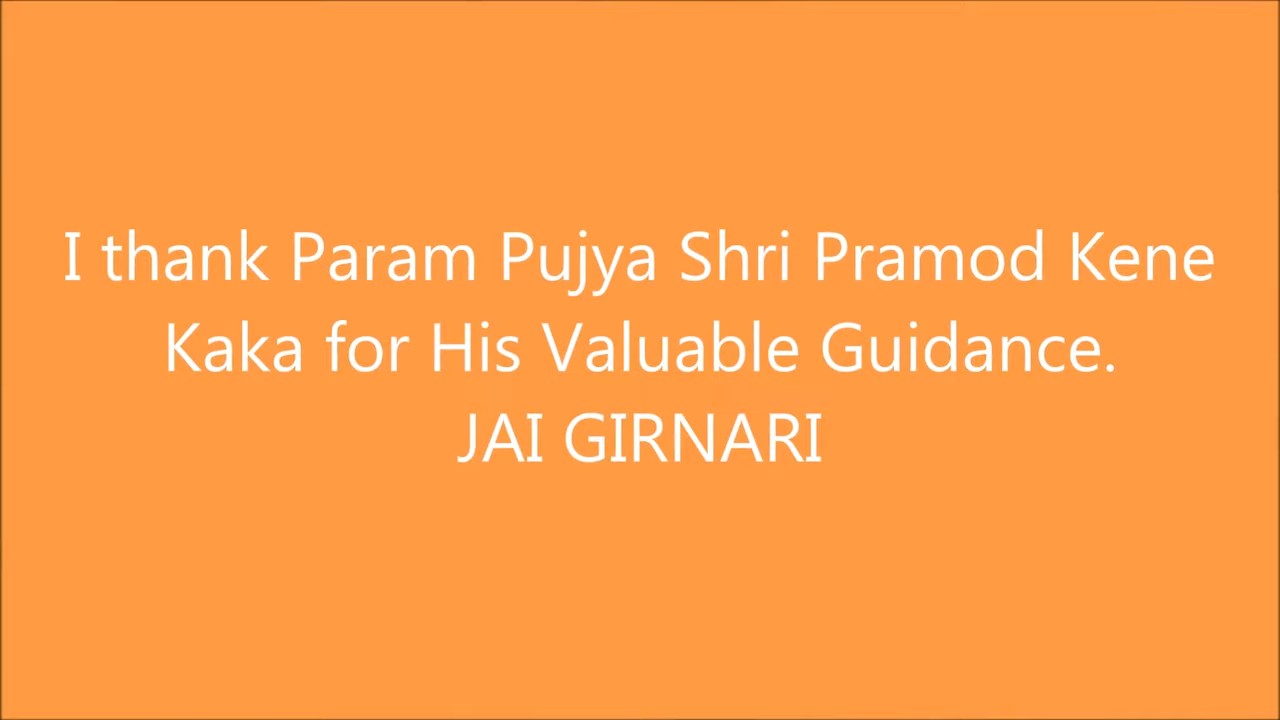 I thank Param Pujya Shri Pramod Kene
Kaka for His Valuable Guidance.
JAI GIRNARI